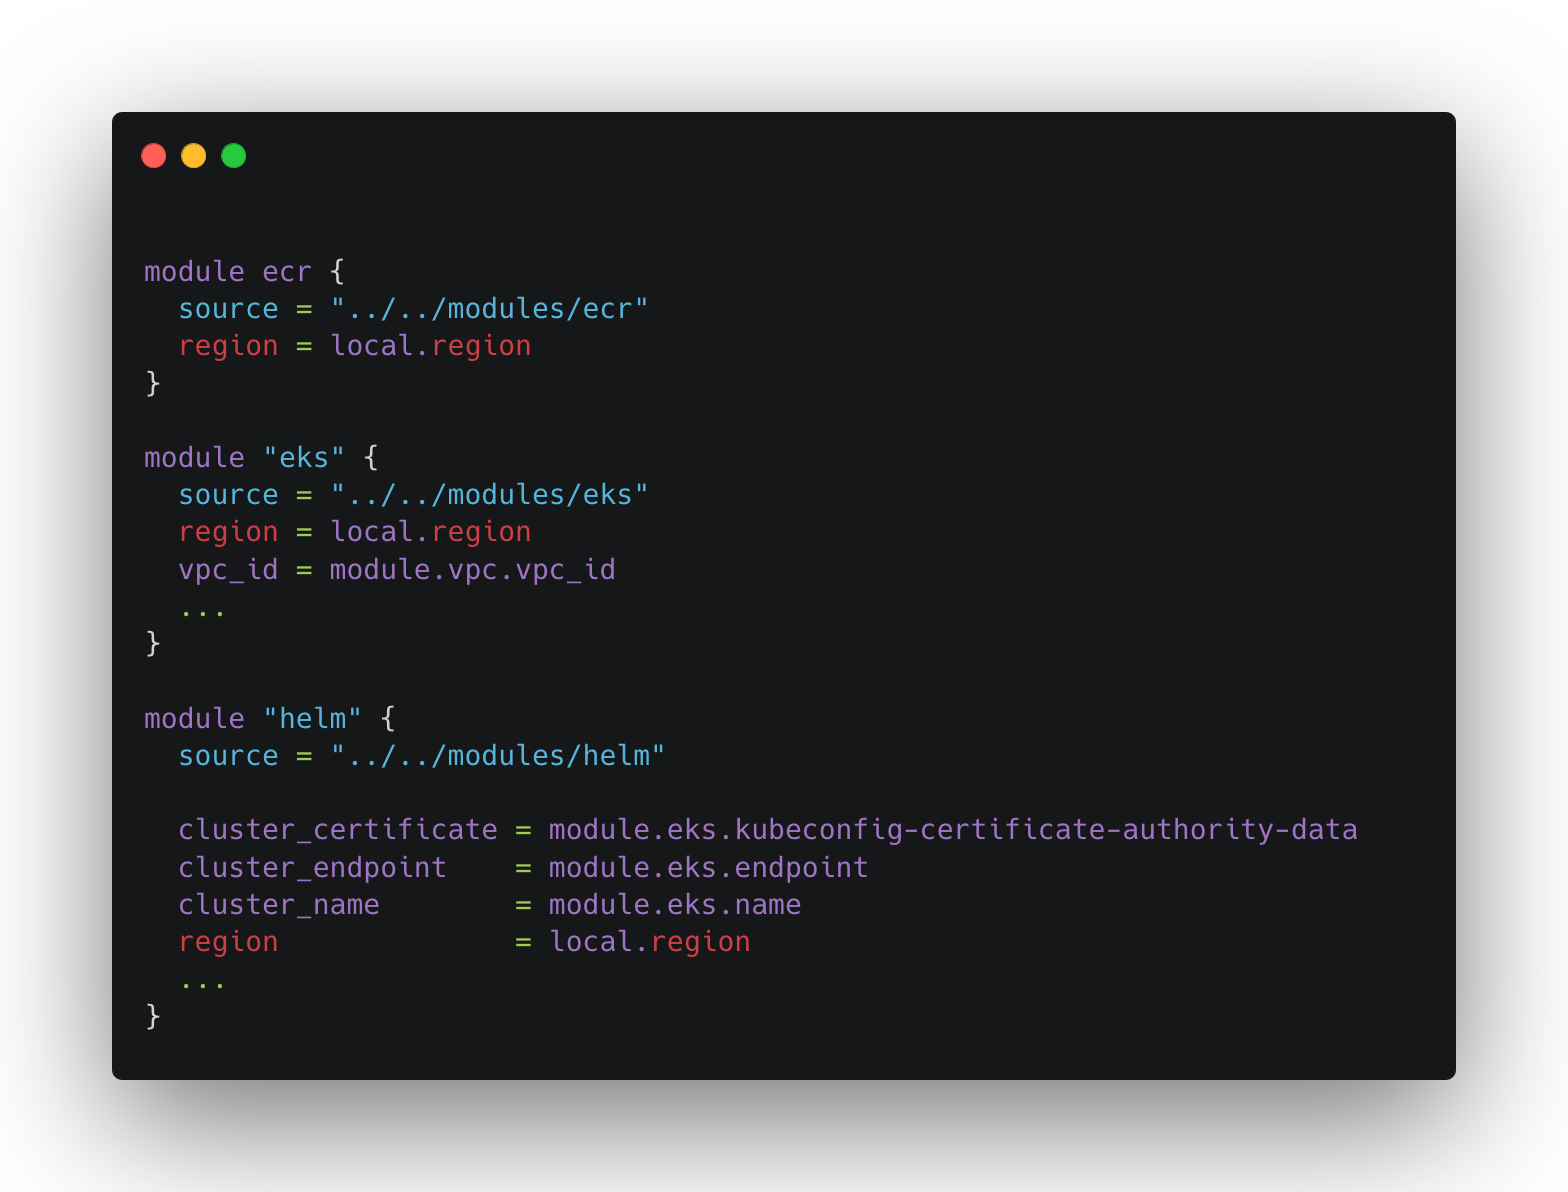 module ecr {
  source = "../../modules/ecr"
  region = local.region
}
module "eks" {
  source = "../../modules/eks"
  region = local.region
  vpc_id = module.vpc.vpc_id
  ...
}
module "helm" {
  source = "../../modules/helm"
  cluster_certificate = module.eks.kubeconfig-certificate-authority-data
  cluster_endpoint    = module.eks.endpoint
  cluster_name        = module.eks.name
  region              = local.region
  ...
}